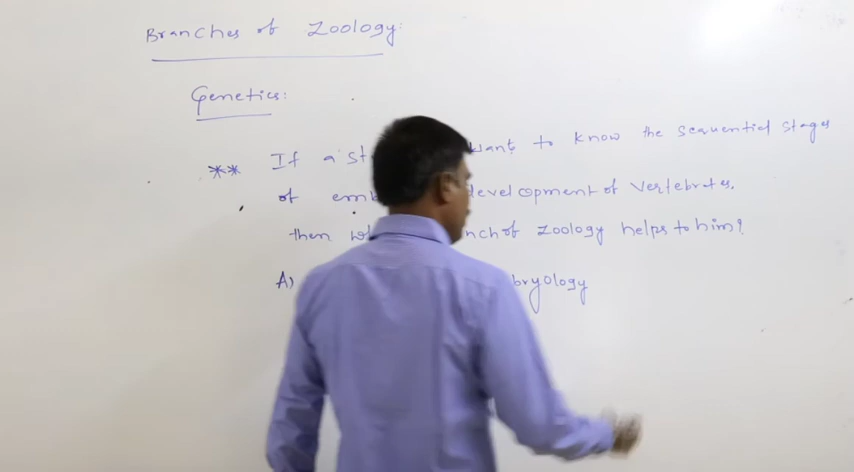 Branches of Zoology:
Genetics:
** If a st want to know the sequential stages
of emb development of vertebrates.
then wh nch of zoology helps to him?
A) bryology